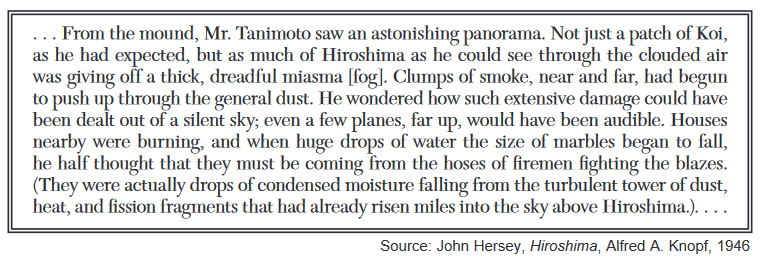 . . . From the mound, Mr. Tanimoto saw an astonishing panorama. Not just a patch of Koi,
as he had expected, but as much of Hiroshima as he could see through the clouded air
was giving off a thick, dreadful miasma [fog]. Clumps of smoke, near and far, had begun
to push up through the general dust. He wondered how such extensive damage could have
been dealt out of a silent sky; even a few planes, far up, would have been audible. Houses
nearby were burning, and when huge drops of water the size of marbles began to fall,
he half thought that they must be coming from the hoses of firemen fighting the blazes.
(They were actually drops of condensed moisture falling from the turbulent tower of dust,
heat, and fission fragments that had already risen miles into the sky above Hiroshima.). . . .
Source: John Hersey, Hiroshima, Alfred A. Knopf, 1946